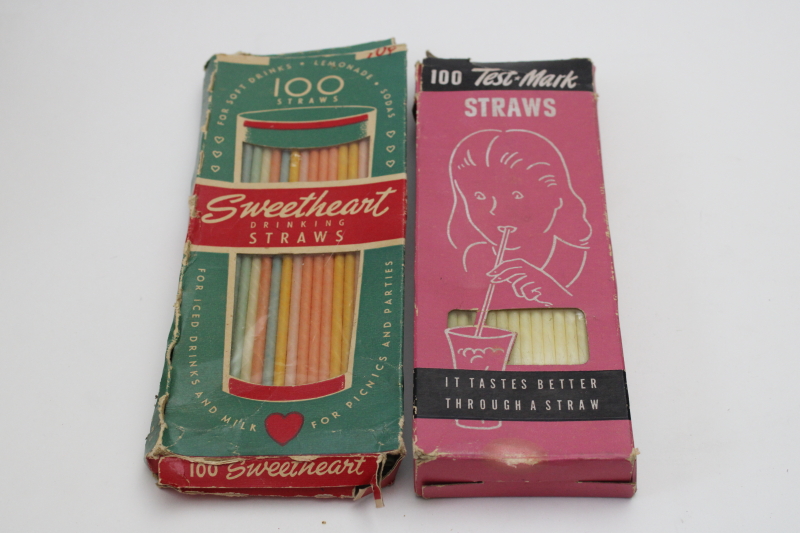 FOR SOFT DRINKS • LEMONADE • SODAS
100
STRAWS
Sweetheart
DRINKING
STRAWS
FOR ICED DRINKS AND MILK
FOR PICNICS AND PARTIES
100 Sweetheart
100 Test-Mark
STRAWS
IT TASTES BETTER
THROUGH A STRAW